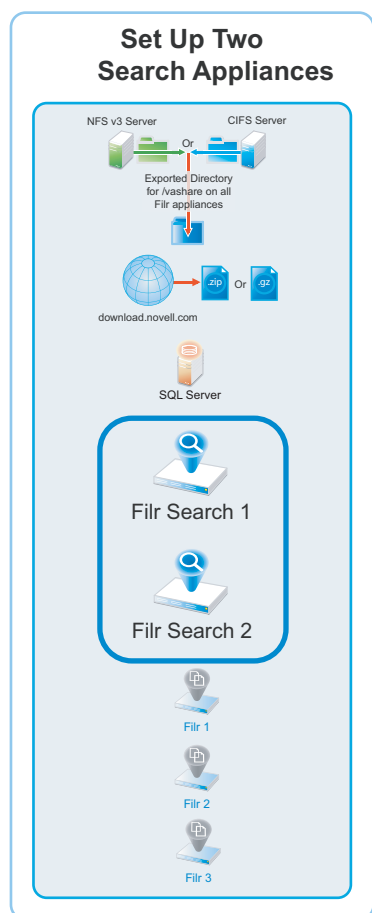 Set Up Two
Search Appliances
NFS v3 Server
CIFS Server
Or
Exported Directory
for /vashare on all
Filr appliances
.zip
Or
.gz
download.novell.com
SQL Server
Filr Search 1
Filr Search 2
Filr 1
Filr 2
Filr 3